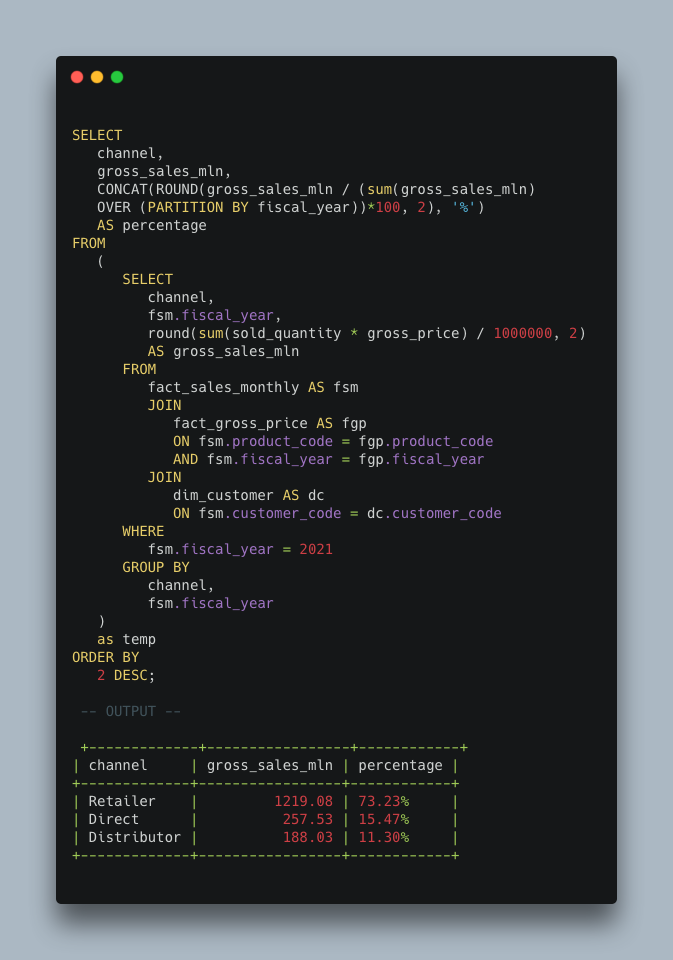 SELECT
   channel,
   gross_sales_mln,
   CONCAT(ROUND(gross_sales_mln / (sum(gross_sales_mln)
   OVER (PARTITION BY fiscal_year))*100, 2), '%')
   AS percentage
FROM
   (
      SELECT
         channel,
         fsm.fiscal_year,
         round(sum(sold_quantity * gross_price) / 1000000, 2)
         AS gross_sales_mln
      FROM
         fact_sales_monthly AS fsm
         JOIN
            fact_gross_price AS fgp
            ON fsm.product_code = fgp.product_code
            AND fsm.fiscal_year = fgp.fiscal_year
         JOIN
            dim_customer AS dc
            ON fsm.customer_code = dc.customer_code
      WHERE
         fsm.fiscal_year = 2021
      GROUP BY
         channel,
         fsm.fiscal_year
   )
   as temp
ORDER BY
   2 DESC;
 -- OUTPUT --
 +-------------+-----------------+------------+
| channel     | gross_sales_mln | percentage |
+-------------+-----------------+------------+
| Retailer    |         1219.08 | 73.23%     |
| Direct      |          257.53 | 15.47%     |
| Distributor |          188.03 | 11.30%     |
+-------------+-----------------+------------+